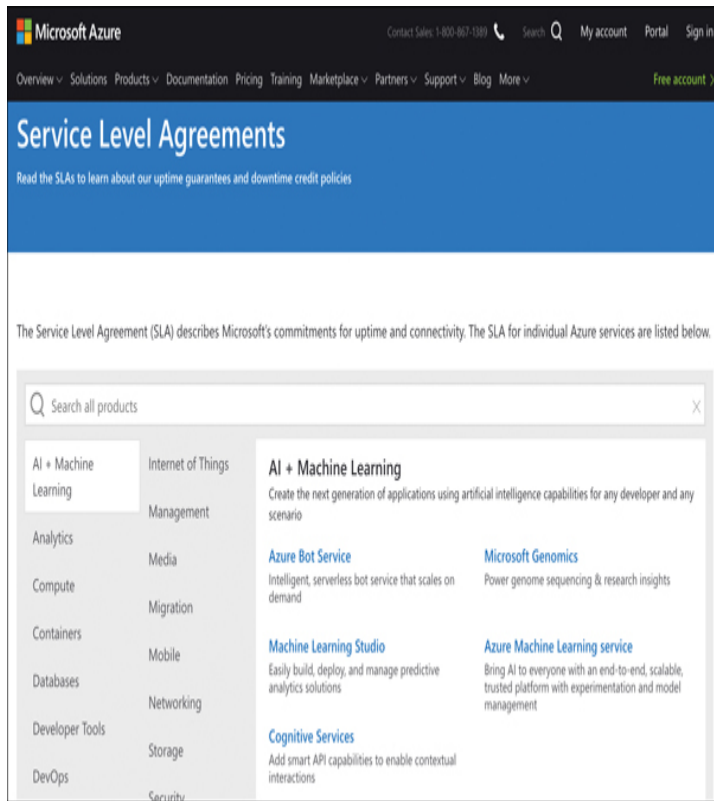 Microsoft Azure
Contact Sales: 1-800-867-1389 Search My account Portal Sign in
Overview Solutions Products Documentation Pricing Training Marketplace Partners Support Blog More Free account
Service Level Agreements
Read the SLAs to learn about our uptime guarantees and downtime credit policies
The Service Level Agreement (SLA) describes Microsoft's commitments for uptime and connectivity. The SLA for individual Azure services are listed below.
Search all products
AI + Machine
Learning
Analytics
Compute
Containers
Databases
Developer Tools
DevOps
Internet of Things
Management
Media
Migration
Mobile
Networking
Storage
Security
AI + Machine Learning
Create the next generation of applications using artificial intelligence capabilities for any developer and any
scenario
Azure Bot Service
Intelligent, serverless bot service that scales on
demand
Microsoft Genomics
Power genome sequencing & research insights
Machine Learning Studio
Easily build, deploy, and manage predictive
analytics solutions
Azure Machine Learning service
Bring AI to everyone with an end-to-end, scalable,
trusted platform with experimentation and model
management
Cognitive Services
Add smart API capabilities to enable contextual
interactions